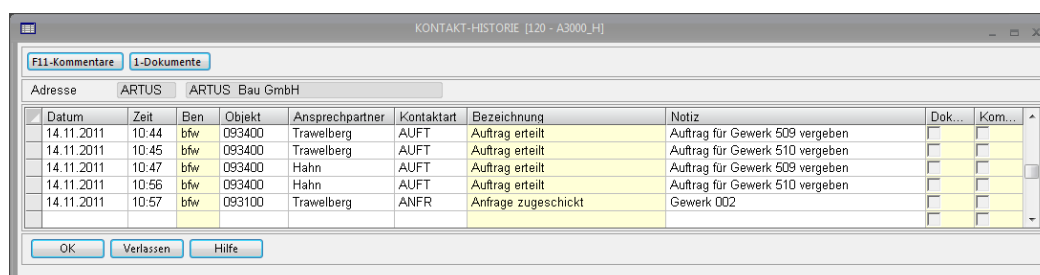 KONTAKT-HISTORIE [120 - A3000_H]
F11-Kommentare 1-Dokumente
Adresse ARTUS ARTUS Bau GmbH
Datum Zeit Ben Objekt Ansprechpartner Kontaktart Bezeichnung Notiz Dok... Kom...
14.11.2011 10:44 bfw 093400 Trawelberg AUFT Auftrag erteilt Auftrag für Gewerk 509 vergeben
14.11.2011 10:45 bfw 093400 Trawelberg AUFT Auftrag erteilt Auftrag für Gewerk 510 vergeben
14.11.2011 10:47 bfw 093400 Hahn AUFT Auftrag erteilt Auftrag für Gewerk 509 vergeben
14.11.2011 10:56 bfw 093400 Hahn AUFT Auftrag erteilt Auftrag für Gewerk 510 vergeben
14.11.2011 10:57 bfw 093100 Trawelberg ANFR Anfrage zugeschickt Gewerk 002
OK Verlassen Hilfe